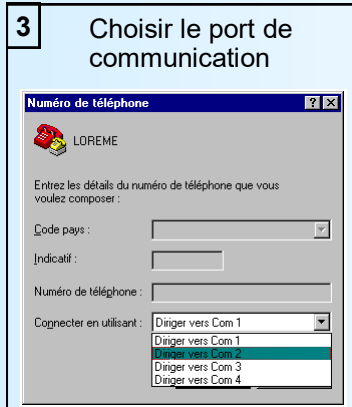 3
Choisir le port de
communication
Numéro de téléphone
LOREME
Entrez les détails du numéro de téléphone que vous
voulez composer :
Code pays :
Indicatif :
Numéro de téléphone :
Connecter en utilisant : Diriger vers Com 1
Diriger vers Com 1
Diriger vers Com 2
Diriger vers Com 3
Diriger vers Com 4